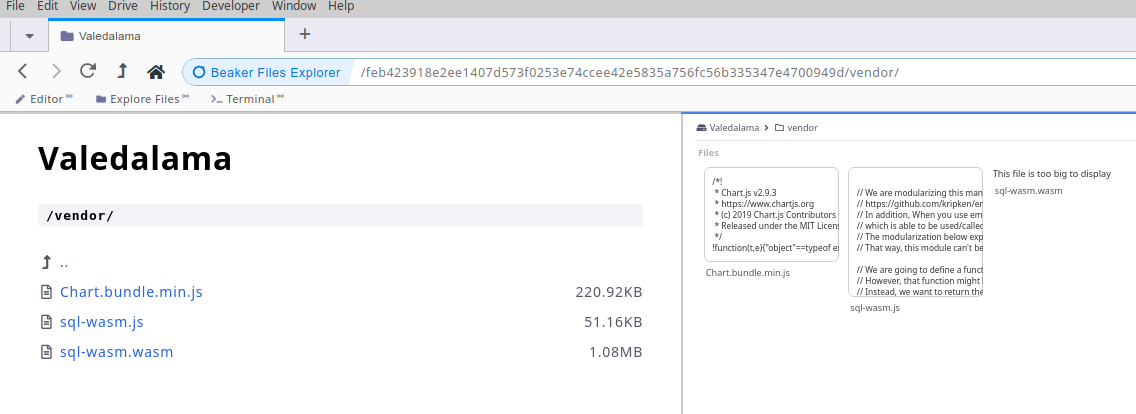 File Edit View Drive History Developer Window Help
Valedalama
Beaker Files Explorer /feb423918e2ee1407d573f0253e74ccee42e5835a756fc56b335347e4700949d/vendor/
Editor Explore Files Terminal
Valedalama
/vendor/
..
Chart.bundle.min.js 220.92KB
sql-wasm.js 51.16KB
sql-wasm.wasm 1.08MB
Valedalama vendor
Files
/*!
* Chart.js v2.9.3
* https://www.chartjs.org
* (c) 2019 Chart.js Contributors
* Released under the MIT Licens
*/
!function(t,e){"object"==typeof e
Chart.bundle.min.js
// We are modularizing this man
// https://github.com/kripken/er
// In addition, When you use em
// which is able to be used/called
// The modularization below exp
// That way, this module can't be
// We are going to define a funct
// However, that function might
// Instead, we want to return the
sql-wasm.js
This file is too big to display
sql-wasm.wasm